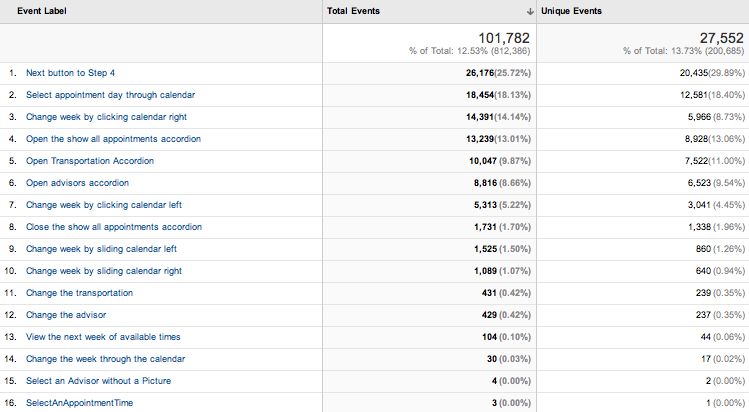 Event Label Total Events Unique Events
101,782 27,552
% of Total: 12.53% (812,386) % of Total: 13.73% (200,685)
1. Next button to Step 4 26,176(25.72%) 20,435(29.89%)
2. Select appointment day through calendar 18,454(18.13%) 12,581(18.40%)
3. Change week by clicking calendar right 14,391(14.14%) 5,966 (8.73%)
4. Open the show all appointments accordion 13,239(13.01%) 8,928(13.06%)
5. Open Transportation Accordion 10,047 (9.87%) 7,522(11.00%)
6. Open advisors accordion 8,816 (8.66%) 6,523 (9.54%)
7. Change week by clicking calendar left 5,313 (5.22%) 3,041 (4.45%)
8. Close the show all appointments accordion 1,731 (1.70%) 1,338 (1.96%)
9. Change week by sliding calendar left 1,525 (1.50%) 860 (1.26%)
10. Change week by sliding calendar right 1,089 (1.07%) 640 (0.94%)
11. Change the transportation 431 (0.42%) 239 (0.35%)
12. Change the advisor 429 (0.42%) 237 (0.35%)
13. View the next week of available times 104 (0.10%) 44 (0.06%)
14. Change the week through the calendar 30 (0.03%) 17 (0.02%)
15. Select an Advisor without a Picture 4 (0.00%) 2 (0.00%)
16. SelectAnAppointmentTime 3 (0.00%) 1 (0.00%)